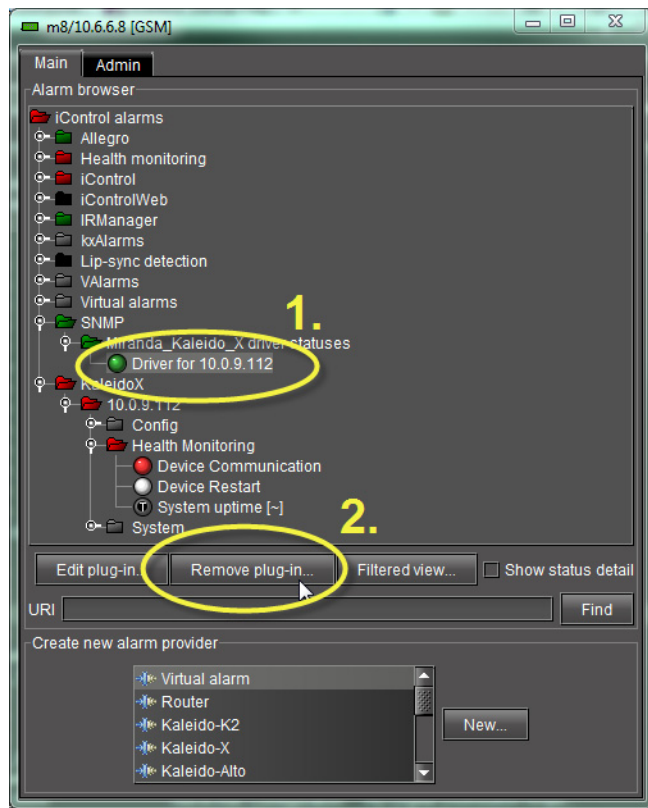 m8/10.6.6.8 [GSM]
Main Admin
Alarm browser
iControl alarms
Allegro
Health monitoring
iControl
iControlWeb
IRManager
kxAlarms
Lip-sync detection
VAlarms
Virtual alarms
1.
SNMP
Miranda_Kaleido_X driver statuses
Driver for 10.0.9.112
KaleidoX
10.0.9.112
Config
Health Monitoring
Device Communication
Device Restart
T System uptime [~]
2.
System
Edit plug-in... Remove plug-in... Filtered view... Show status detail
URI Find
Create new alarm provider
Virtual alarm
Router
Kaleido-K2
New...
Kaleido-X
Kaleido-Alto